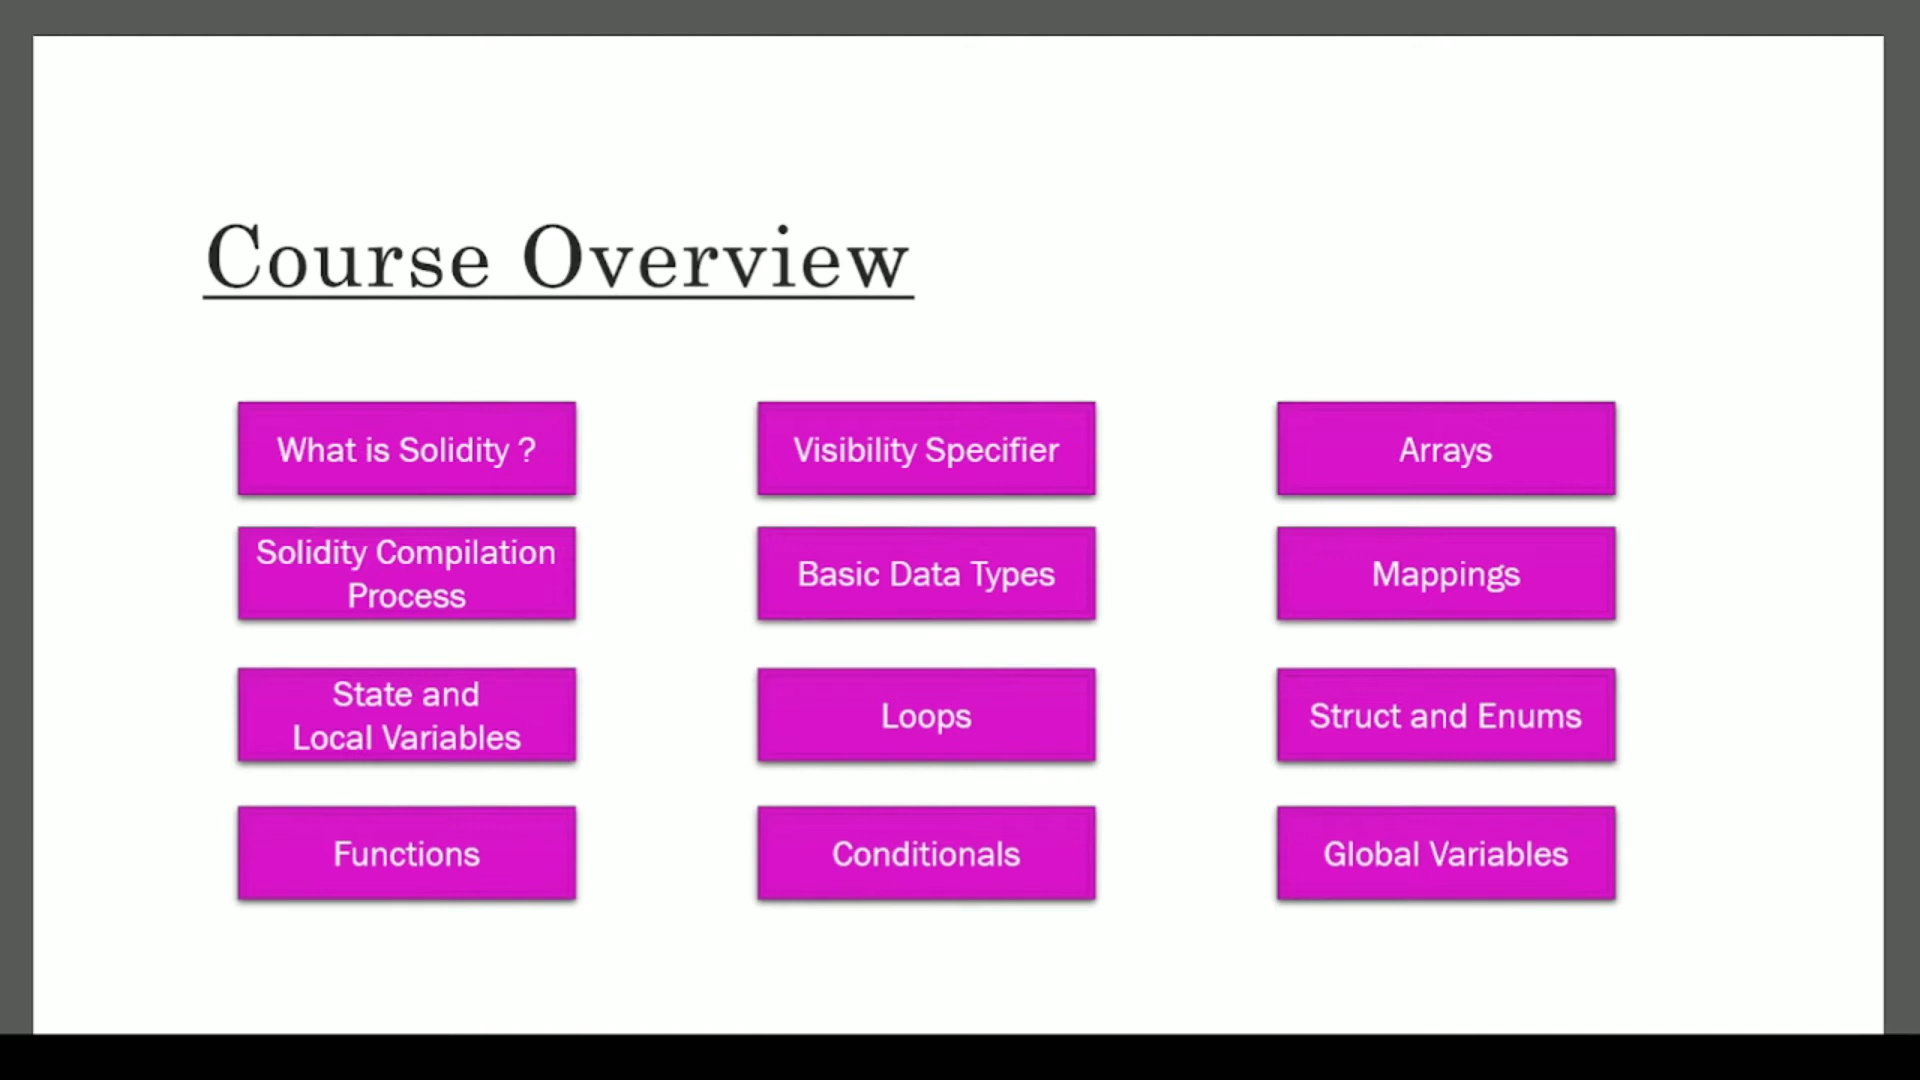 Course Overview
What is Solidity ?
Solidity Compilation
Process
State and
Local Variables
Functions
Visibility Specifier
Basic Data Types
Loops
Conditionals
Arrays
Mappings
Struct and Enums
Global Variables